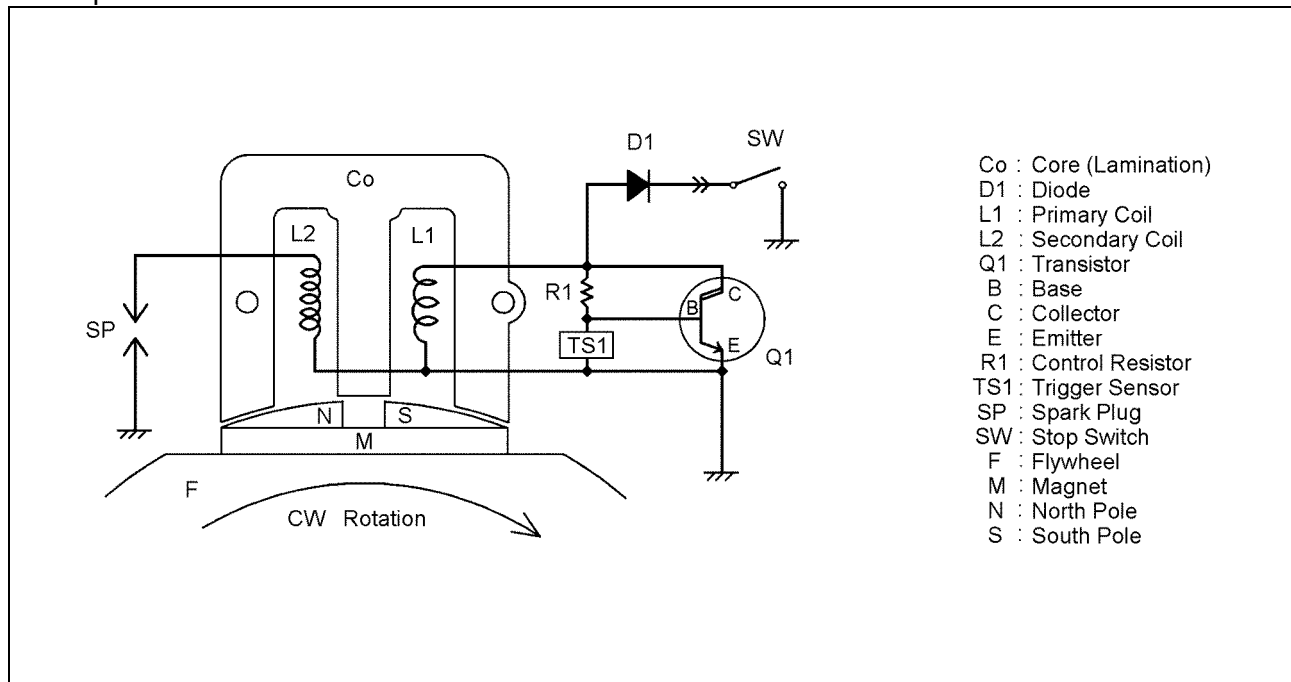 D1
SW
Co
L2
L1
R1
C
B
SP
TS1
E
Q1
N
S
M
F
CW Rotation
Co : Core (Lamination)
D1 : Diode
L1 : Primary Coil
L2 : Secondary Coil
Q1 : Transistor
B : Base
C : Collector
E : Emitter
R1 : Control Resistor
TS1 : Trigger Sensor
SP : Spark Plug
SW : Stop Switch
F : Flywheel
M : Magnet
N : North Pole
S : South Pole